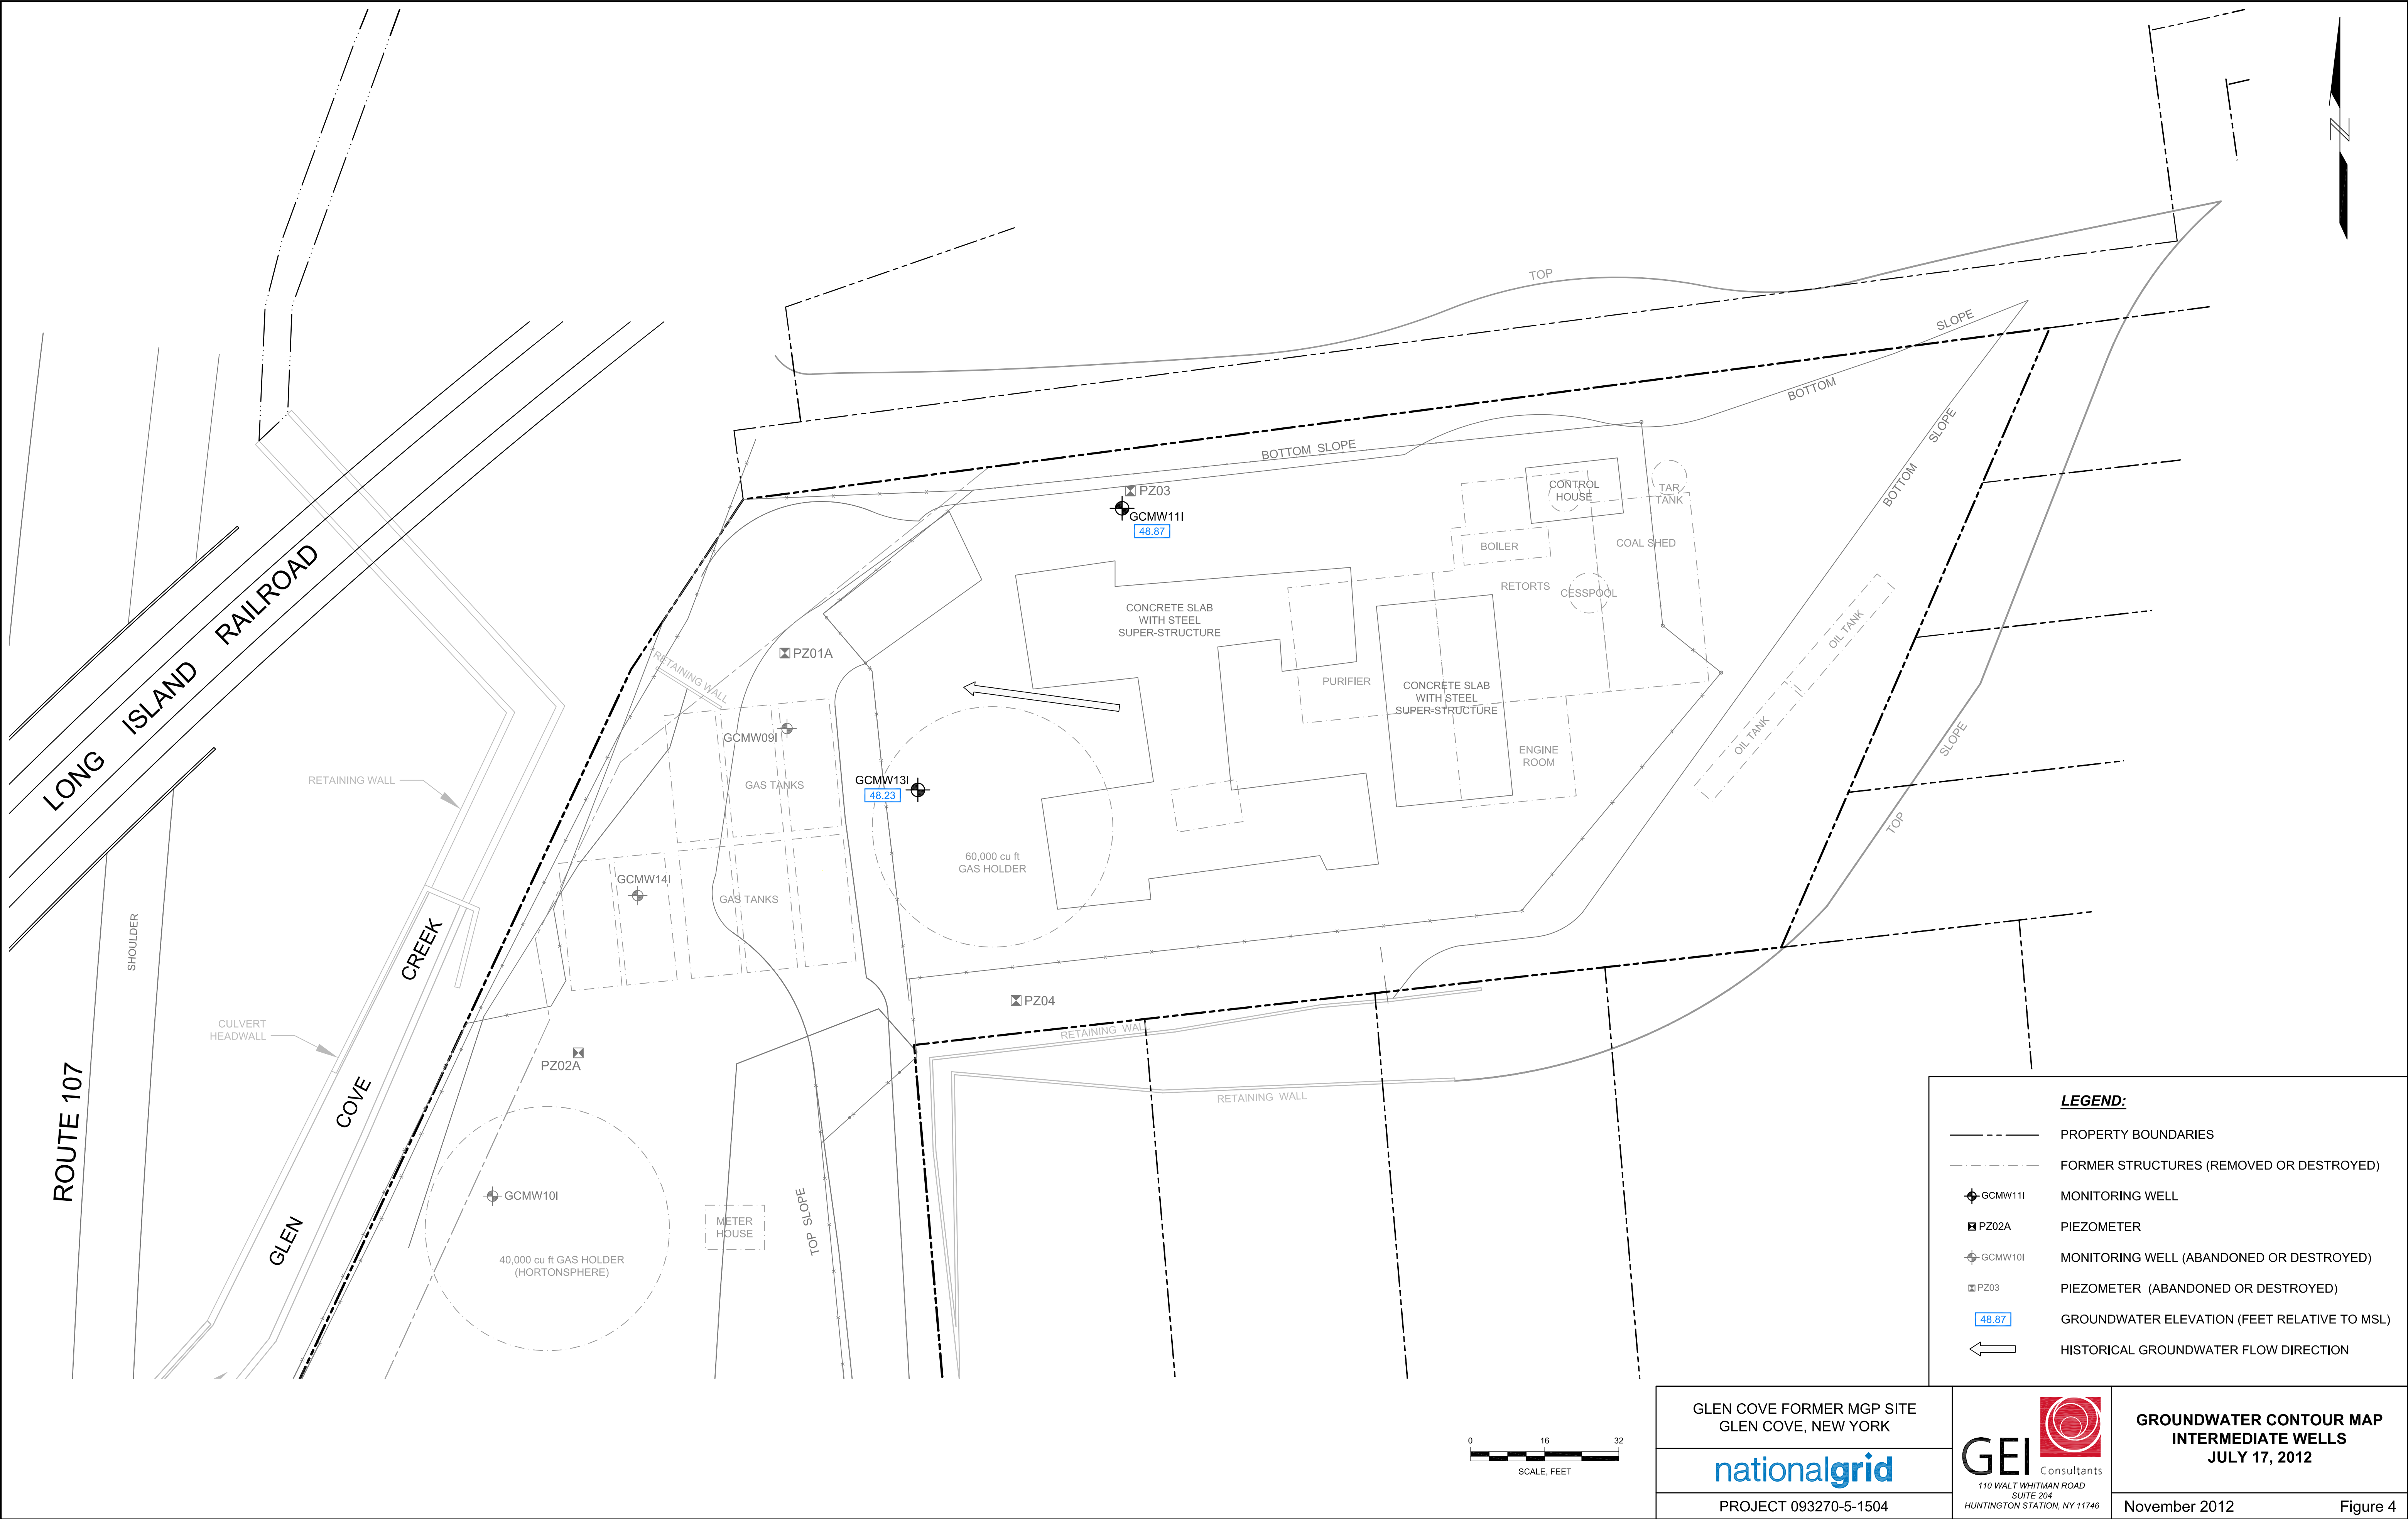 TOP
SLOPE
BOTTOM
BOTTOM SLOPE
SLOPE
BOTTOM
N
PZ03
GCMW11I
48.87
CONTROL
HOUSE
TAR
TANK
BOILER
COAL SHED
RETORTS
CESSPOOL
CONCRETE SLAB
WITH STEEL
SUPER-STRUCTURE
OIL TANK
LONG ISLAND RAILROAD
RETAINING WALL
PZ01A
PURIFIER
CONCRETE SLAB
WITH STEEL
SUPER-STRUCTURE
OIL TANK
SLOPE
TOP
GCMW09I
ENGINE
ROOM
RETAINING WALL
GAS TANKS
GCMW13I
48.23
60,000 cu ft
GAS HOLDER
GCMW14I
GAS TANKS
SHOULDER
GLEN COVE CREEK
PZ04
CULVERT
HEADWALL
RETAINING WALL
PZ02A
RETAINING WALL
ROUTE 107
GCMW10I
METER
HOUSE
TOP SLOPE
40,000 cu ft GAS HOLDER
(HORTONSPHERE)
LEGEND:
PROPERTY BOUNDARIES
FORMER STRUCTURES (REMOVED OR DESTROYED)
GCMW11I MONITORING WELL
PZ02A PIEZOMETER
GCMW10I MONITORING WELL (ABANDONED OR DESTROYED)
PZ03 PIEZOMETER (ABANDONED OR DESTROYED)
48.87 GROUNDWATER ELEVATION (FEET RELATIVE TO MSL)
HISTORICAL GROUNDWATER FLOW DIRECTION
0 16 32
SCALE, FEET
GLEN COVE FORMER MGP SITE
GLEN COVE, NEW YORK
nationalgrid
PROJECT 093270-5-1504
GEI Consultants
110 WALT WHITMAN ROAD
SUITE 204
HUNTINGTON STATION, NY 11746
GROUNDWATER CONTOUR MAP
INTERMEDIATE WELLS
JULY 17, 2012
November 2012 Figure 4